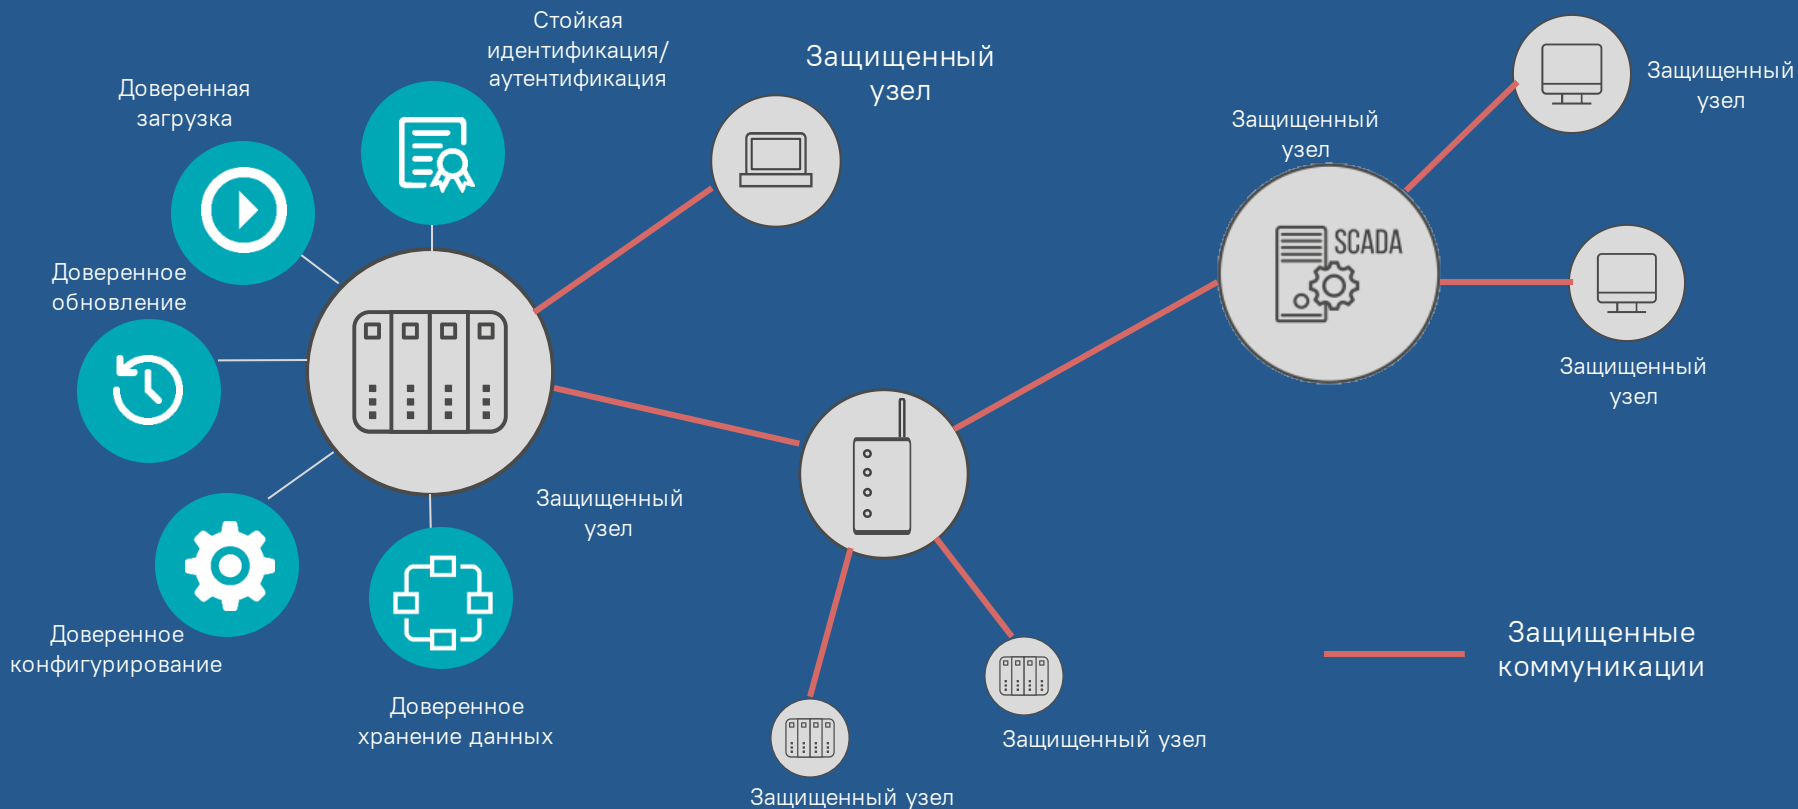 Стойкая
идентификация/
аутентификация
Защищенный
узел
Доверенная
загрузка
Защищенный
узел
Защищенный
узел
SCADA
Доверенное
обновление
Защищенный
узел
Защищенный
узел
Доверенное
конфигурирование
Доверенное
хранение данных
Защищенный узел
Защищенный узел
Защищенные
коммуникации